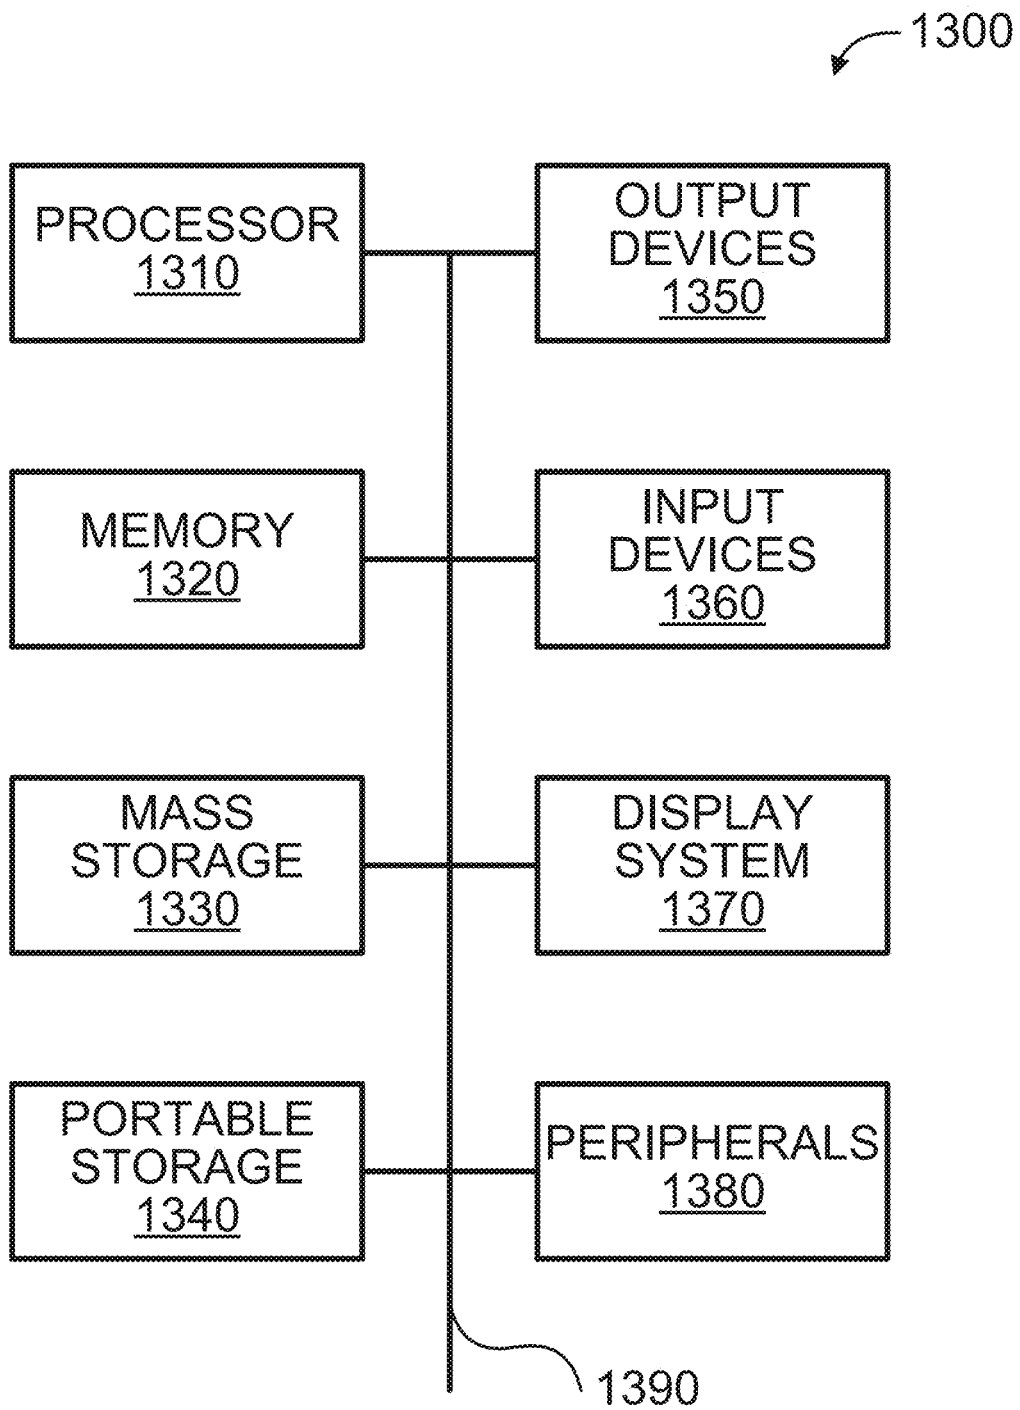 1300
PROCESSOR
1310
OUTPUT
DEVICES
1350
MEMORY
1320
INPUT
DEVICES
1360
MASS
STORAGE
1330
DISPLAY
SYSTEM
1370
PORTABLE
STORAGE
1340
PERIPHERALS
1380
1390